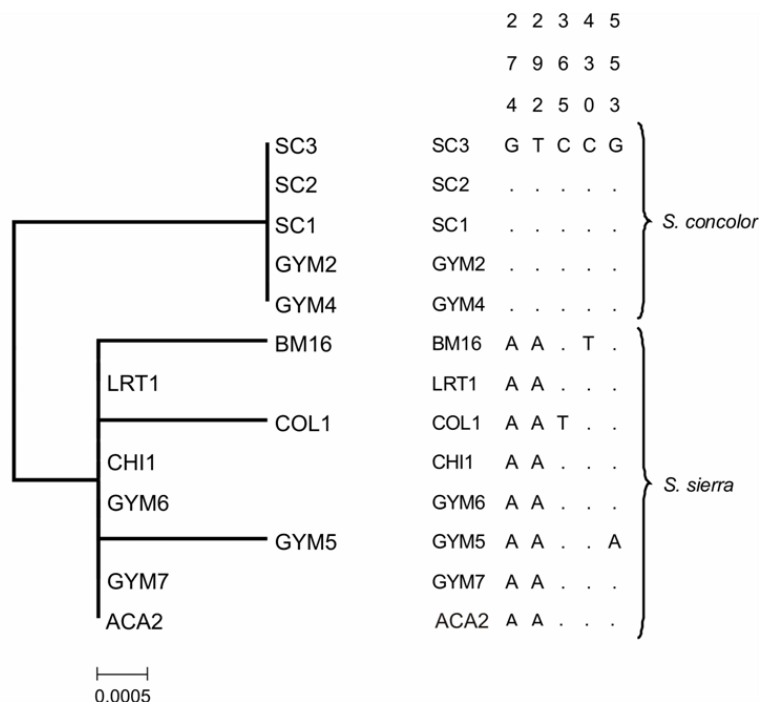 2 2 3 4 5
7 9 6 3 5
4 2 5 0 3
SC3 SC3 G T C C G
SC2 SC2 . . . . .
SC1 SC1 . . . . . S. concolor
GYM2 GYM2 . . . . .
GYM4 GYM4 . . . . .
BM16 BM16 A A . T .
LRT1 LRT1 A A . . .
COL1 COL1 A A T . .
CHI1 CHI1 A A . . .
S. sierra
GYM6 GYM6 A A . . .
GYM5 GYM5 A A . . A
GYM7 GYM7 A A . . .
ACA2 ACA2 A A . . .
0.0005